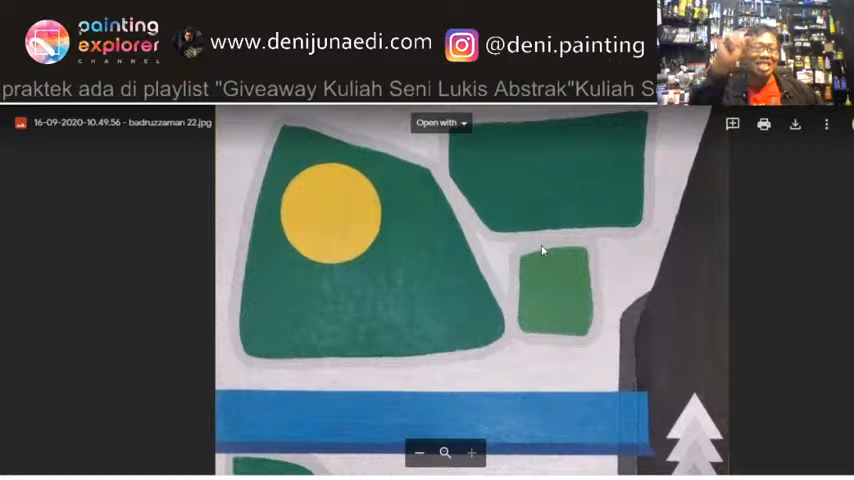 painting
explorer
CHANNEL
www.denijunaedi.com
@deni.painting
praktek ada di playlist "Giveaway Kuliah Seni Lukis Abstrak"Kuliah S
16-09-2020-10.49.56 - badruzzaman 22.jpg
Open with